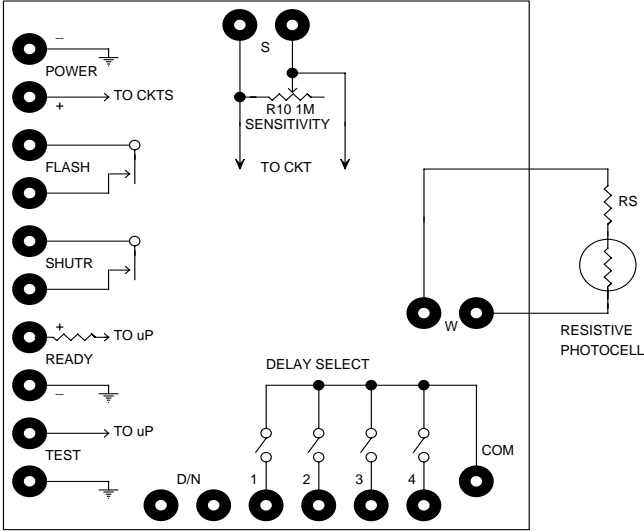 −
POWER
+
TO CKTS
S
R10 1M
SENSITIVITY
TO CKT
FLASH
SHUTR
RS
W
RESISTIVE
PHOTOCELL
+
TO uP
READY
−
DELAY SELECT
TO uP
TEST
COM
D/N
1
2
3
4